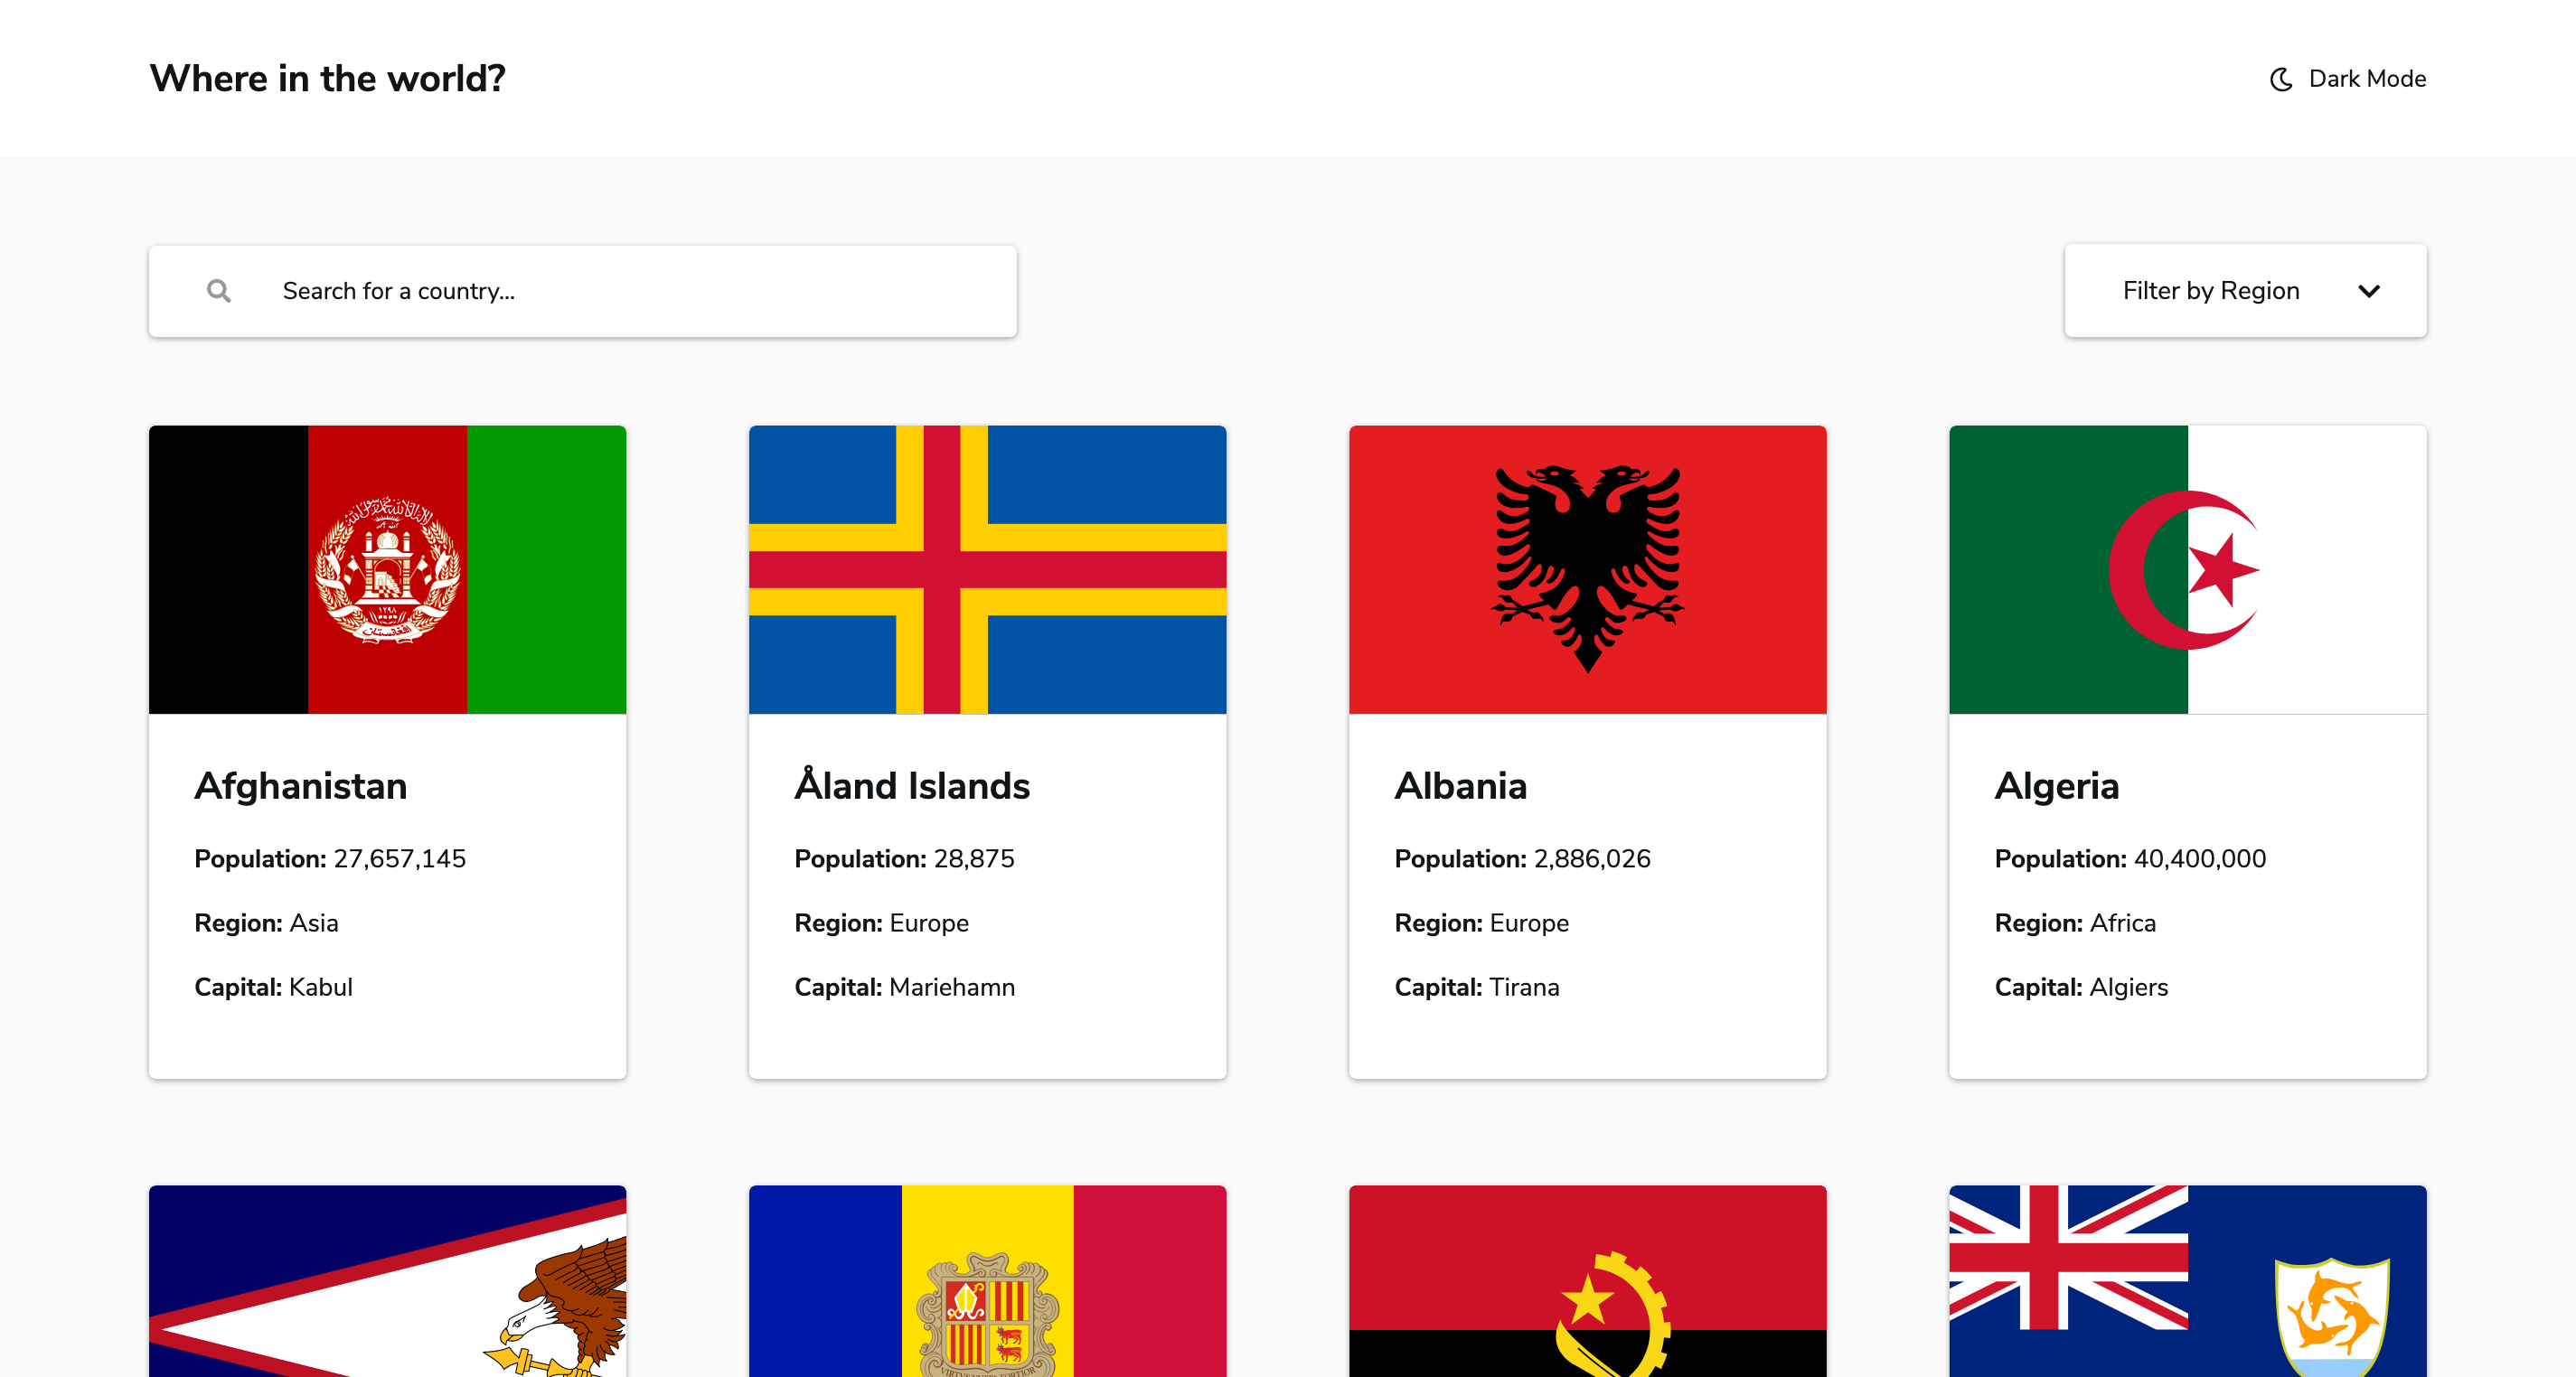 Where in the world?
Dark Mode
Search for a country...
Filter by Region
Afghanistan
Population: 27,657,145
Region: Asia
Capital: Kabul
Åland Islands
Population: 28,875
Region: Europe
Capital: Mariehamn
Albania
Population: 2,886,026
Region: Europe
Capital: Tirana
Algeria
Population: 40,400,000
Region: Africa
Capital: Algiers